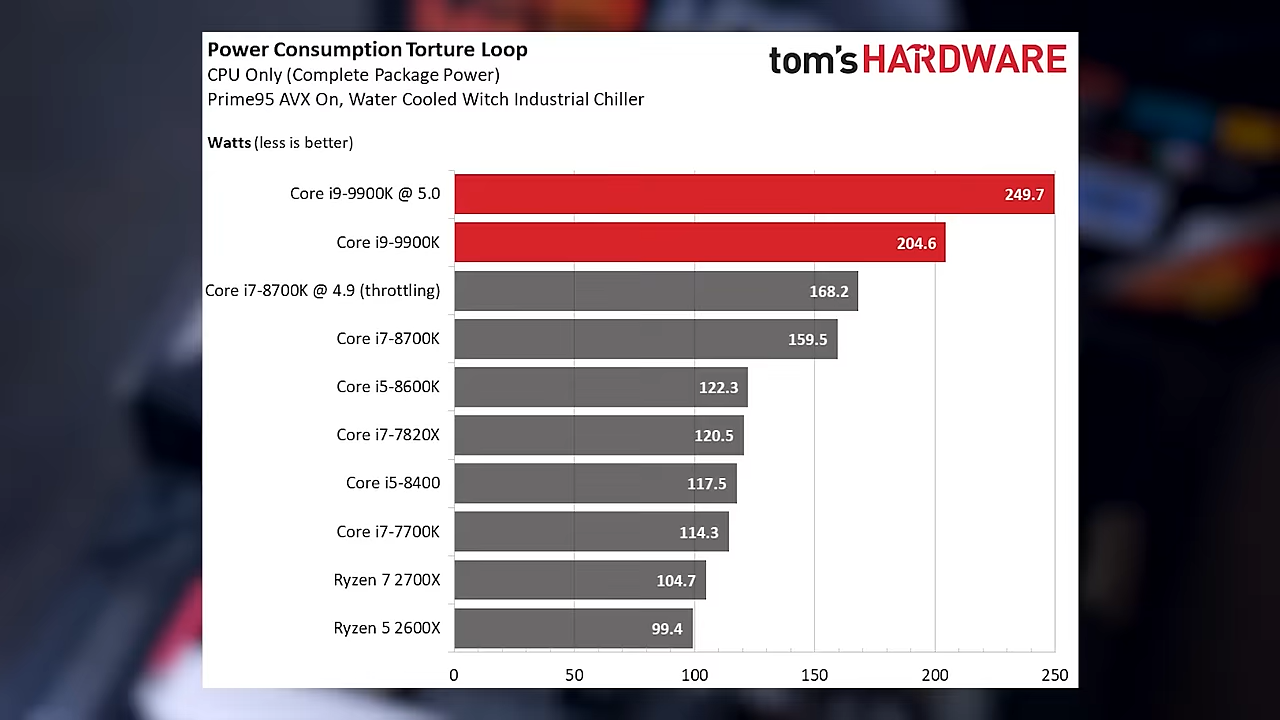 Power Consumption Torture Loop
tom's HARDWARE
CPU Only (Complete Package Power)
Prime95 AVX On, Water Cooled Witch Industrial Chiller
Watts (less is better)
Core i9-9900K @ 5.0 249.7
Core i9-9900K 204.6
Core i7-8700K @ 4.9 (throttling) 168.2
Core i7-8700K 159.5
Core i5-8600K 122.3
Core i7-7820X 120.5
Core i5-8400 117.5
Core i7-7700K 114.3
Ryzen 7 2700X 104.7
Ryzen 5 2600X 99.4
0 50 100 150 200 250